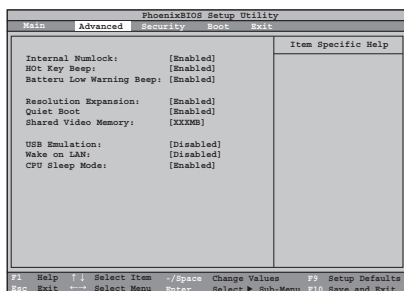 PhoenixBIOS Setup Utility
Main Advanced Security Boot Exit
Item Specific Help
Internal Numlock: [Enabled]
HOt Key Beep: [Enabled]
Batteru Low Warning Beep: [Enabled]
Resolution Expansion: [Enabled]
Quiet Boot [Enabled]
Shared Video Memory: [XXXMB]
USB Emulation: [Disabled]
Wake on LAN: [Disabled]
CPU Sleep Mode: [Enabled]
F1 Help ↑↓ Select Item -/Space Change Values F9 Setup Defaults
Esc Exit ←→ Select Menu Enter Select ▶ Sub-Menu F10 Save and Exit